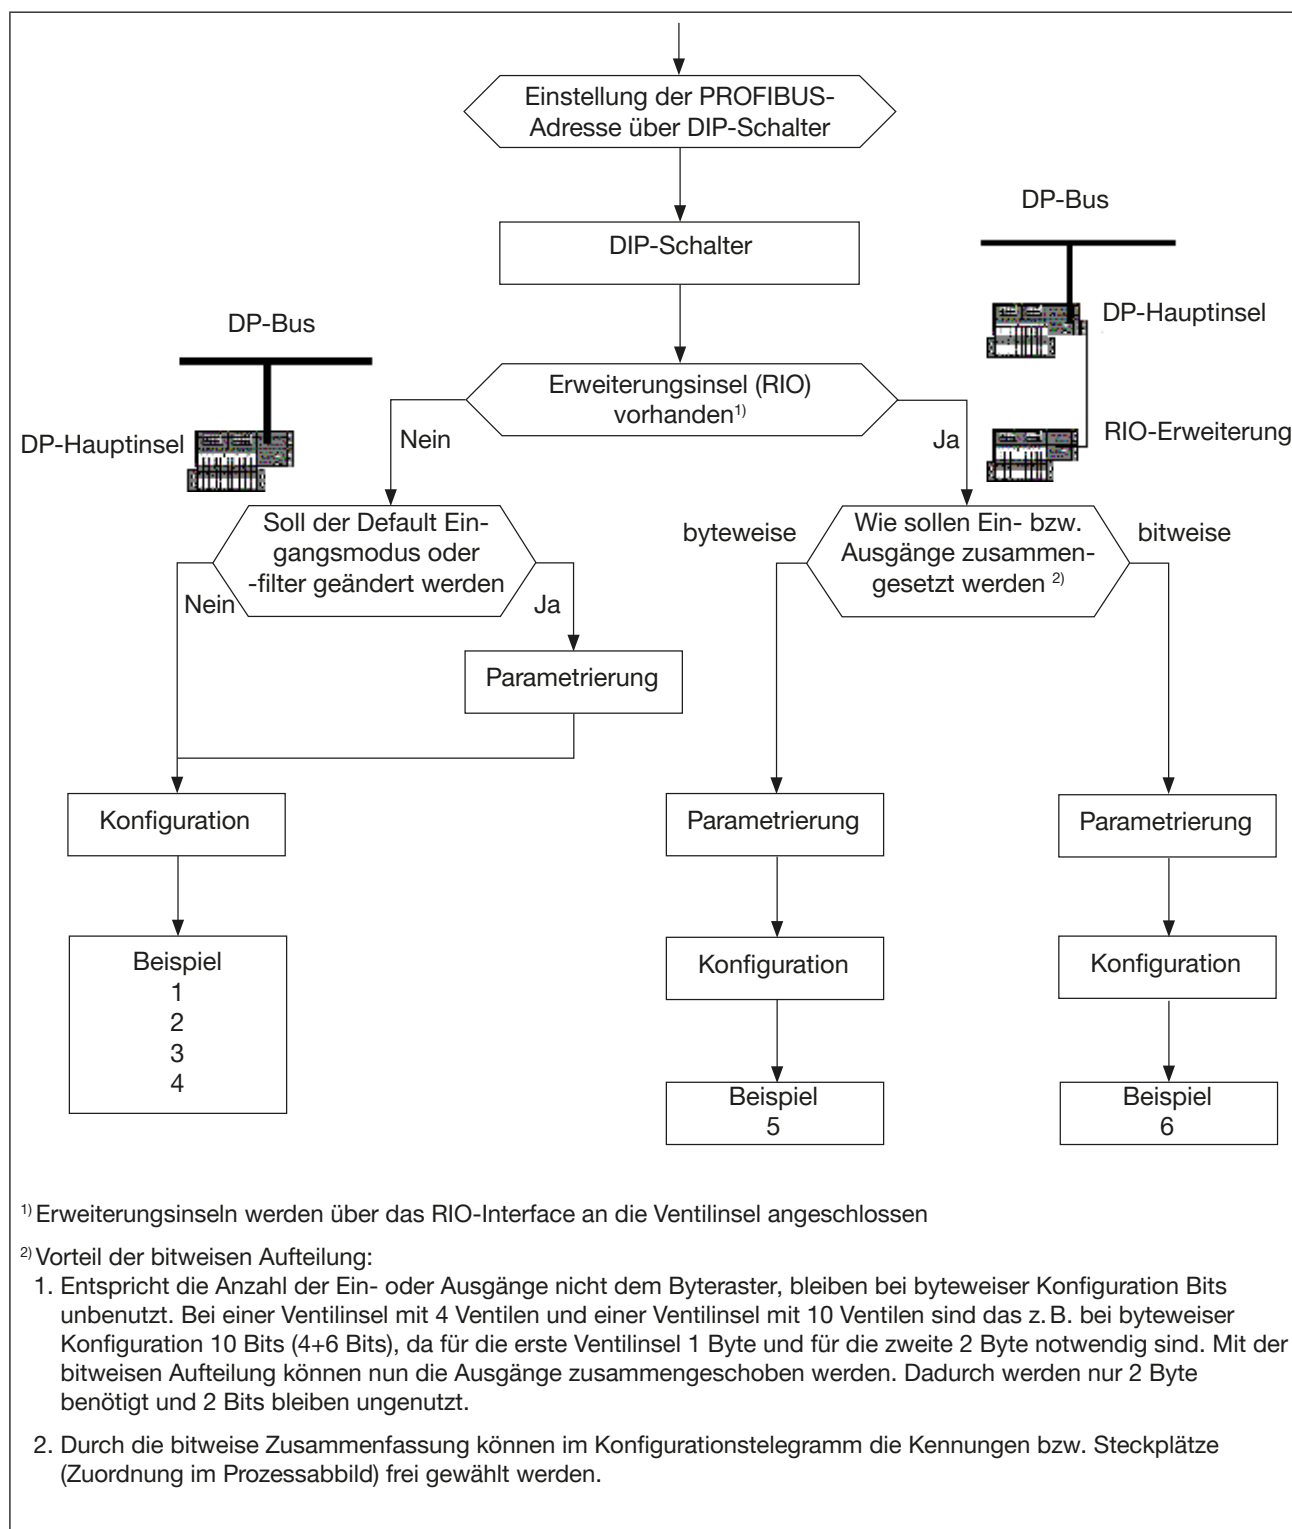 Einstellung der PROFIBUS-
Adresse über DIP-Schalter
DP-Bus
DIP-Schalter
DP-Hauptinsel
DP-Bus
Erweiterungsinsel (RIO)
vorhanden1)
RIO-Erweiterung
DP-Hauptinsel
Nein
Ja
Soll der Default Ein-
gangsmodus oder
-filter geändert werden
byteweise
Wie sollen Ein- bzw.
Ausgänge zusammen-
gesetzt werden 2)
bitweise
Nein
Ja
Parametrierung
Konfiguration
Parametrierung
Parametrierung
Beispiel
1
2
3
4
Konfiguration
Konfiguration
Beispiel
5
Beispiel
6
1) Erweiterungsinseln werden über das RIO-Interface an die Ventilinsel angeschlossen
2) Vorteil der bitweisen Aufteilung:
1. Entspricht die Anzahl der Ein- oder Ausgänge nicht dem Byteraster, bleiben bei byteweiser Konfiguration Bits
unbenutzt. Bei einer Ventilinsel mit 4 Ventilen und einer Ventilinsel mit 10 Ventilen sind das z. B. bei byteweiser
Konfiguration 10 Bits (4+6 Bits), da für die erste Ventilinsel 1 Byte und für die zweite 2 Byte notwendig sind. Mit der
bitweisen Aufteilung können nun die Ausgänge zusammengeschoben werden. Dadurch werden nur 2 Byte
benötigt und 2 Bits bleiben ungenutzt.
2. Durch die bitweise Zusammenfassung können im Konfigurationstelegramm die Kennungen bzw. Steckplätze
(Zuordnung im Prozessabbild) frei gewählt werden.